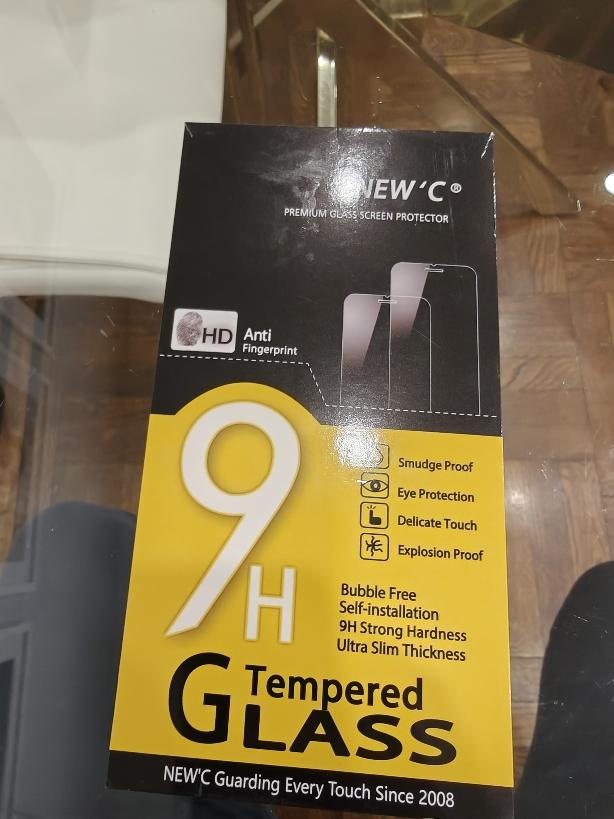 NEW'C ®
PREMIUM GLASS SCREEN PROTECTOR
HD
Anti
Fingerprint
9H
Smudge Proof
Eye Protection
Delicate Touch
Explosion Proof
Bubble Free
Self-installation
9H Strong Hardness
Ultra Slim Thickness
Tempered
GLASS
NEW'C Guarding Every Touch Since 2008